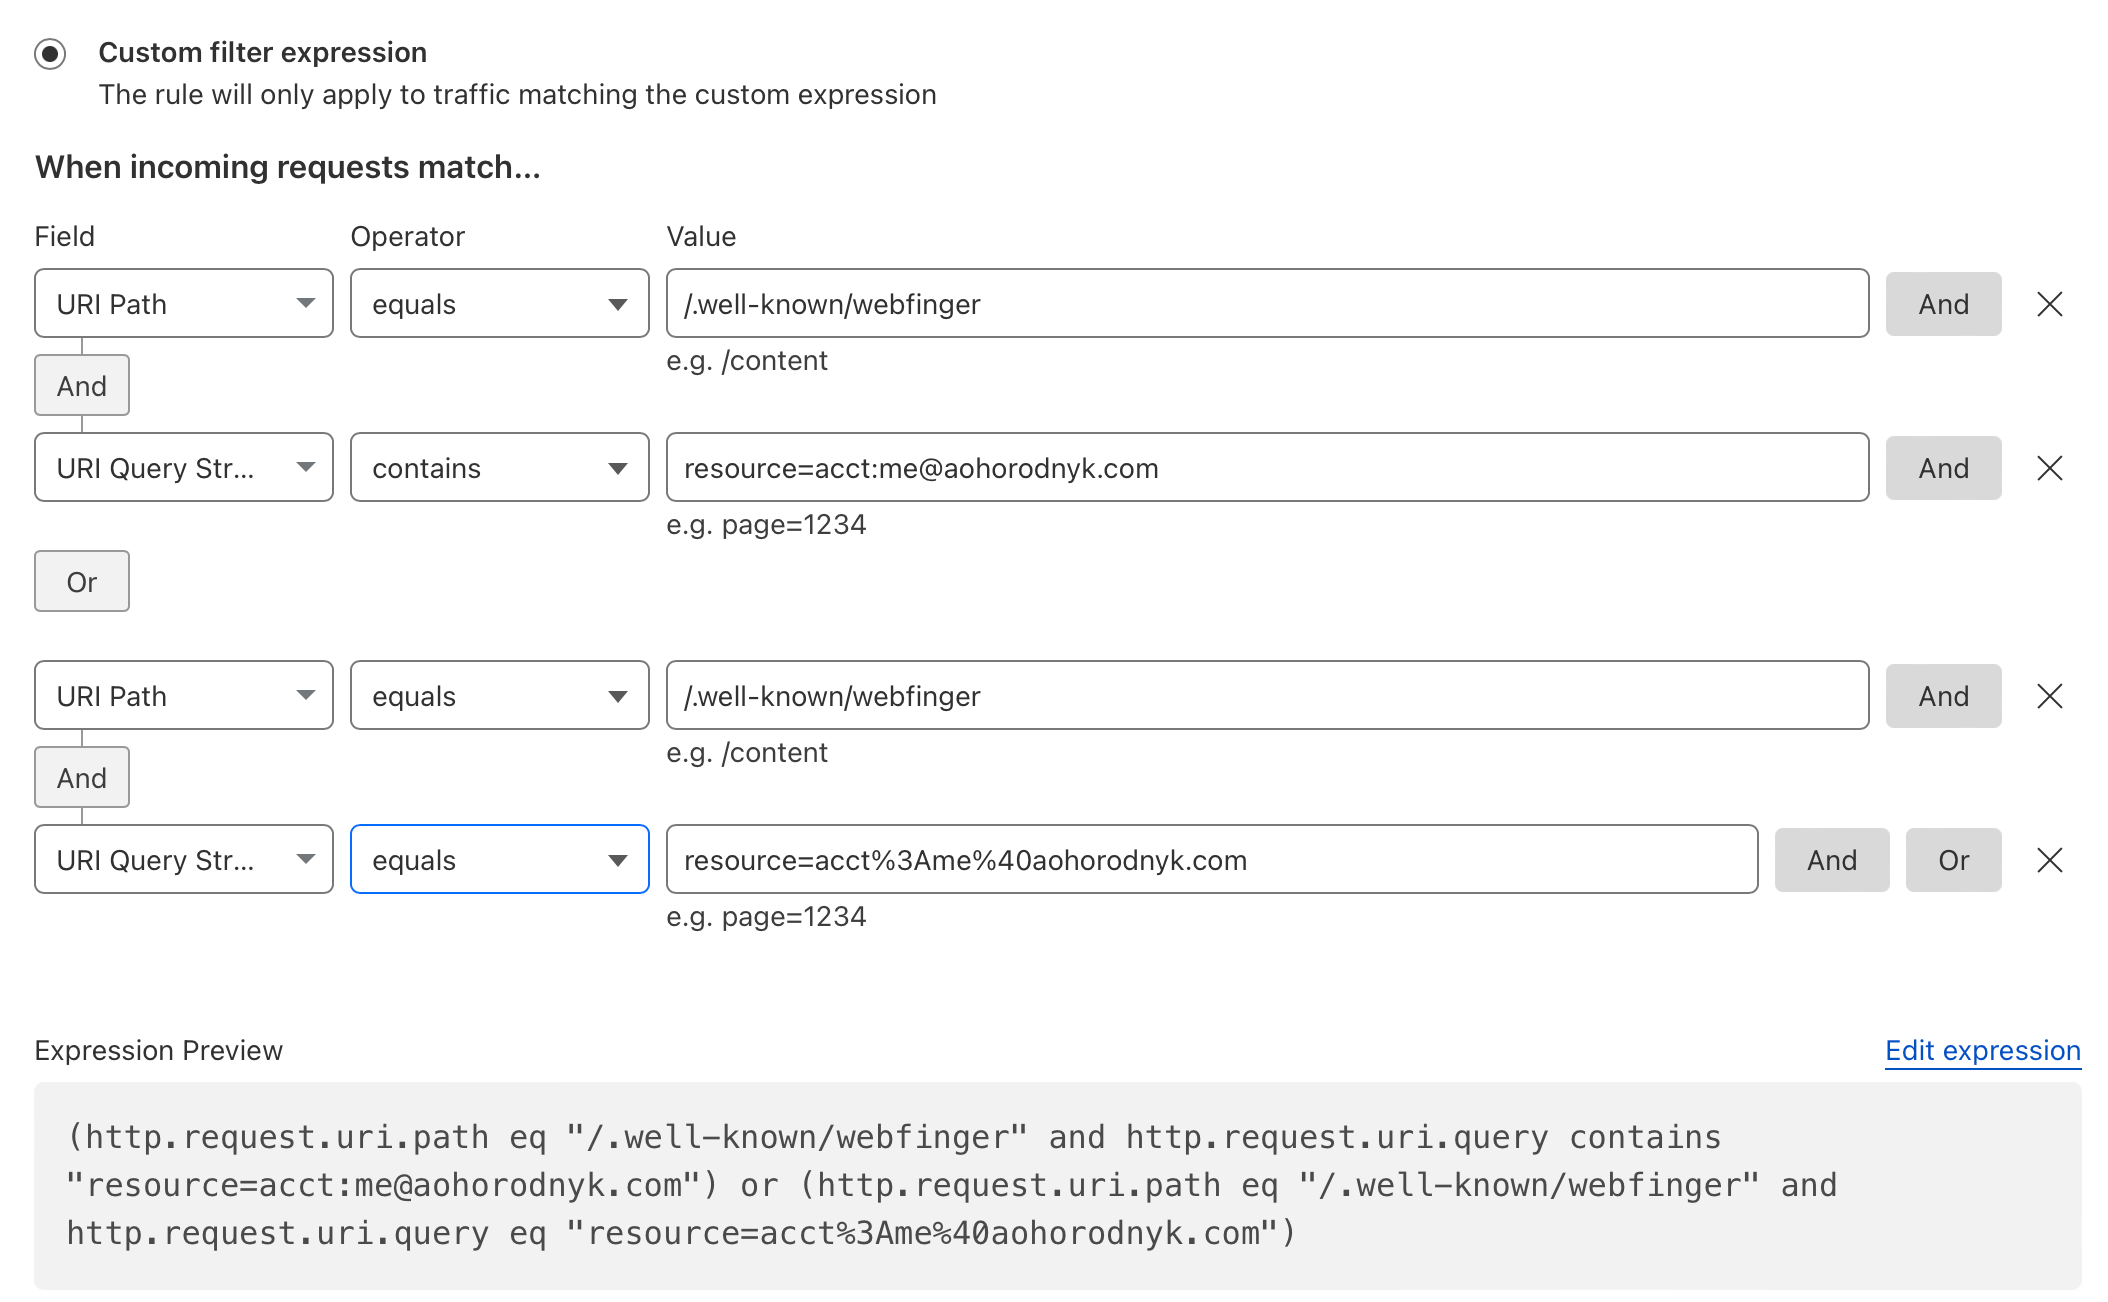 Custom filter expression
The rule will only apply to traffic matching the custom expression
When incoming requests match...
Field Operator Value
URI Path equals /.well-known/webfinger And
e.g. /content
And
URI Query Str... contains resource=acct:me@aohorodnyk.com And
e.g. page=1234
Or
URI Path equals /.well-known/webfinger And
e.g. /content
And
URI Query Str... equals resource=acct%3Ame%40aohorodnyk.com And Or
e.g. page=1234
Expression Preview Edit expression
(http.request.uri.path eq "/.well-known/webfinger" and http.request.uri.query contains
"resource=acct:me@aohorodnyk.com") or (http.request.uri.path eq "/.well-known/webfinger" and
http.request.uri.query eq "resource=acct%3Ame%40aohorodnyk.com")